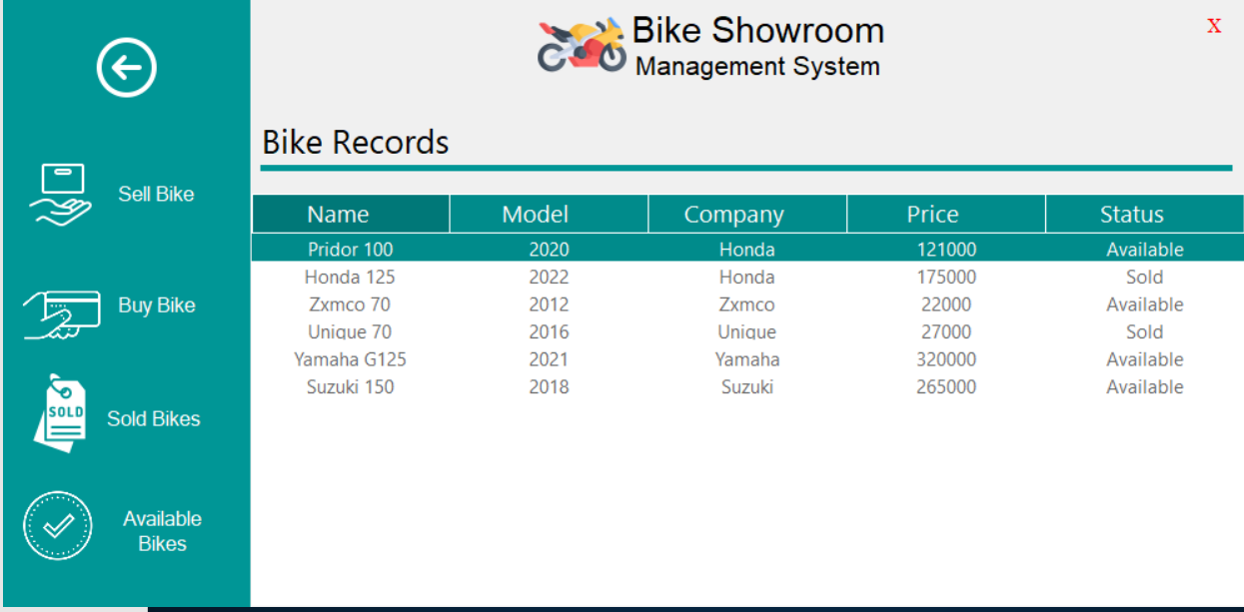 Bike Showroom
Management System
X
Sell Bike
Buy Bike
SOLD
Sold Bikes
Available
Bikes
Bike Records
Name Model Company Price Status
Pridor 100 2020 Honda 121000 Available
Honda 125 2022 Honda 175000 Sold
Zxmco 70 2012 Zxmco 22000 Available
Unique 70 2016 Unique 27000 Sold
Yamaha G125 2021 Yamaha 320000 Available
Suzuki 150 2018 Suzuki 265000 Available